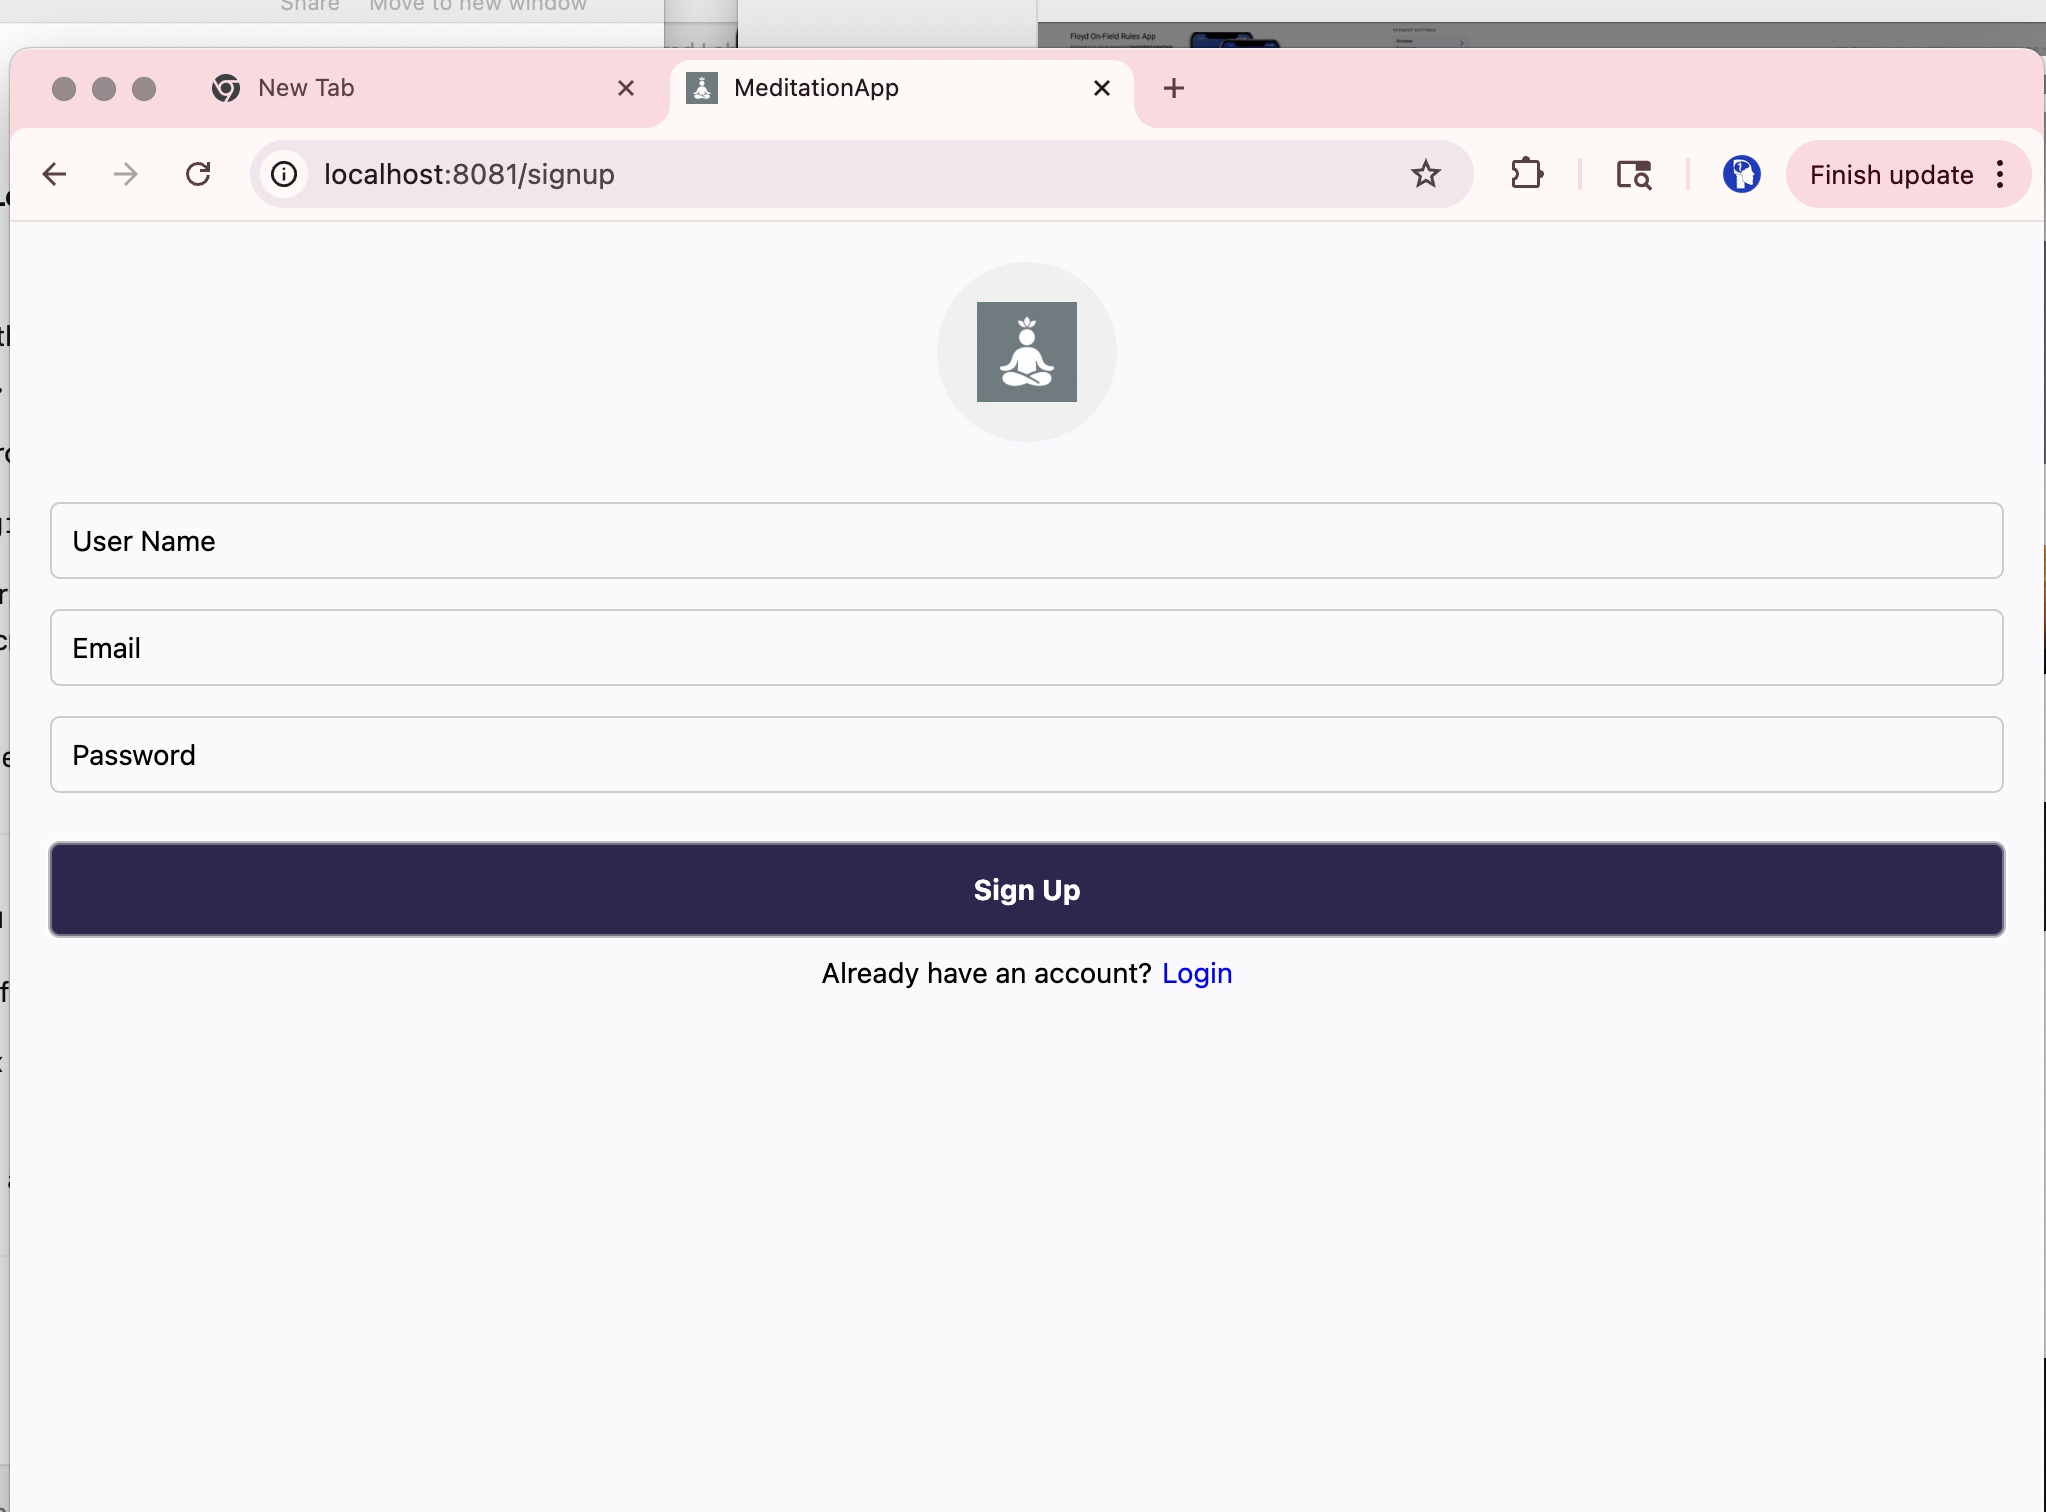 Share Move to new window
Floyd On-Field Rules App
New Tab
MeditationApp
localhost:8081/signup
Finish update
User Name
Email
Password
Sign Up
Already have an account? Login